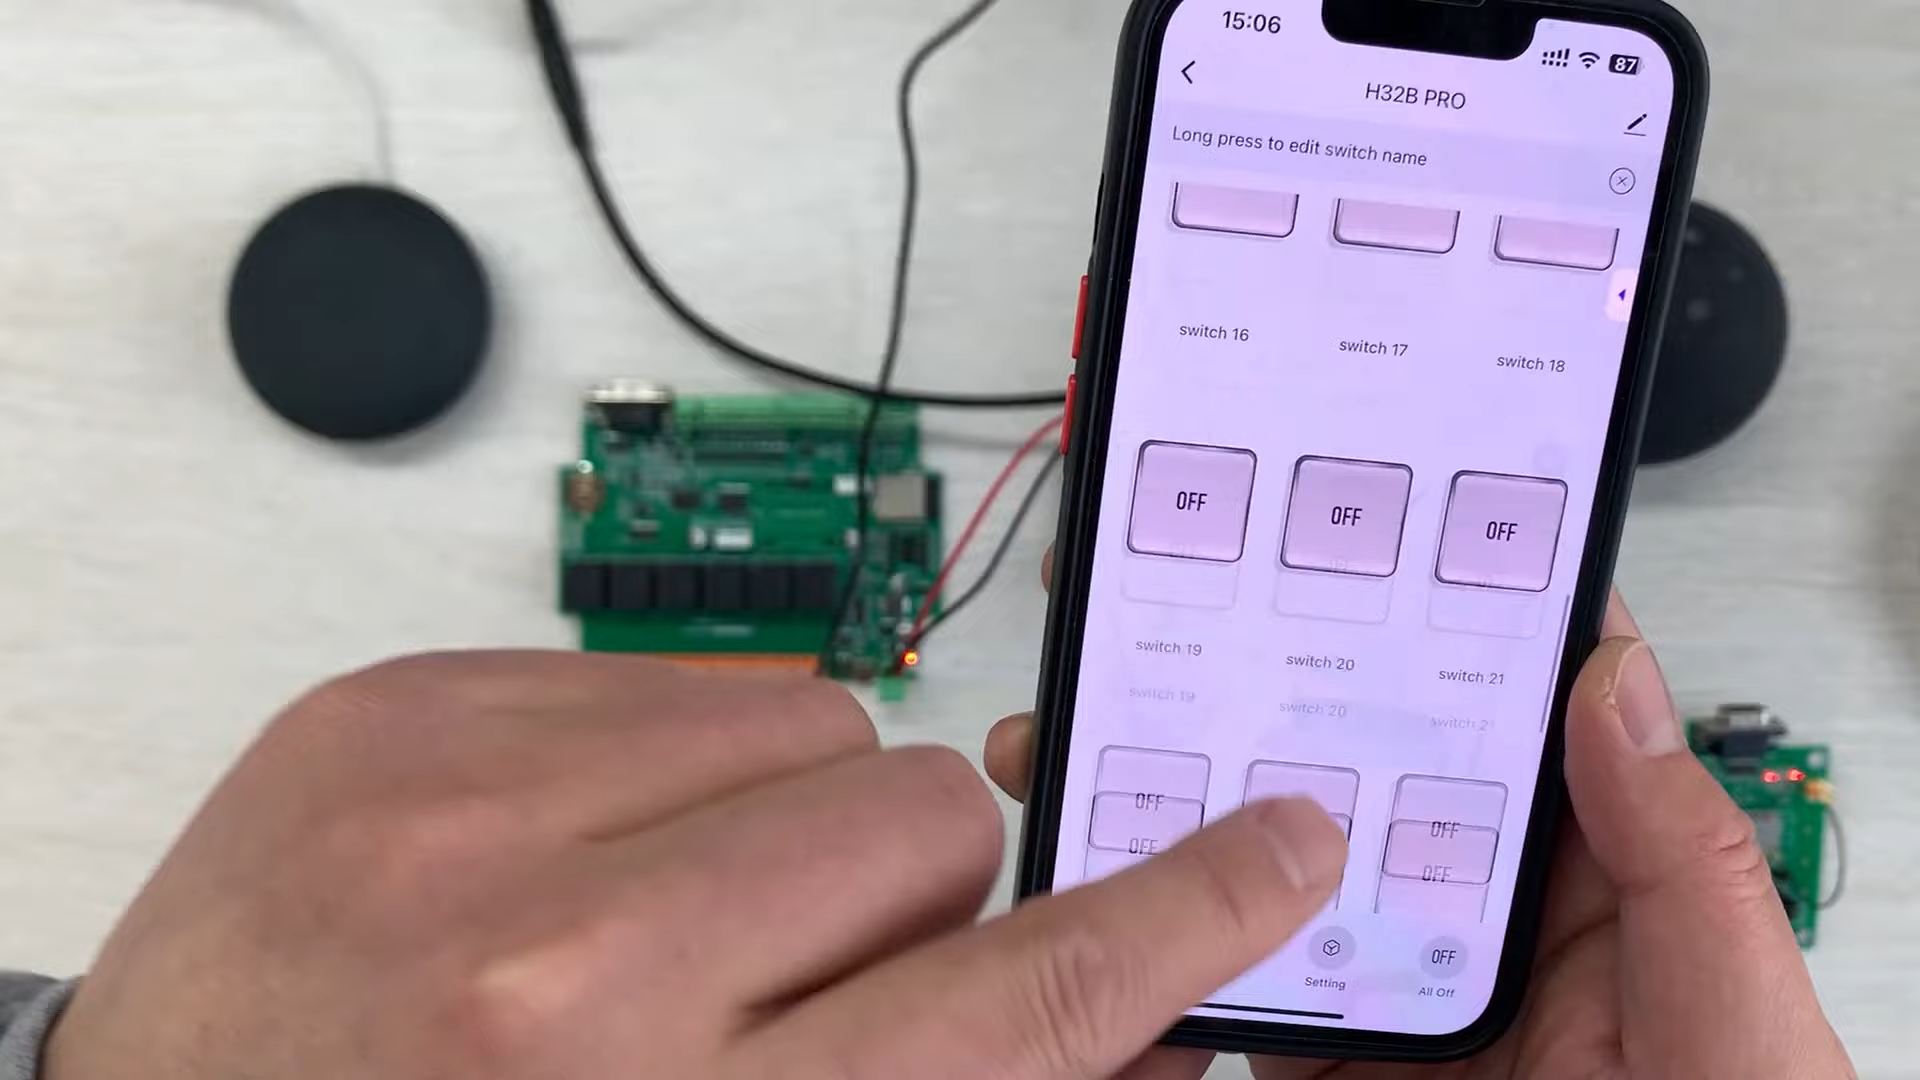 15:06
87
H32B PRO
Long press to edit switch name
switch 16
switch 17
switch 18
OFF
OFF
OFF
switch 19
switch 20
switch 21
switch 19
switch 20
switch 2
OFF
OFF
OFF
OFF
Setting
OFF
All Off